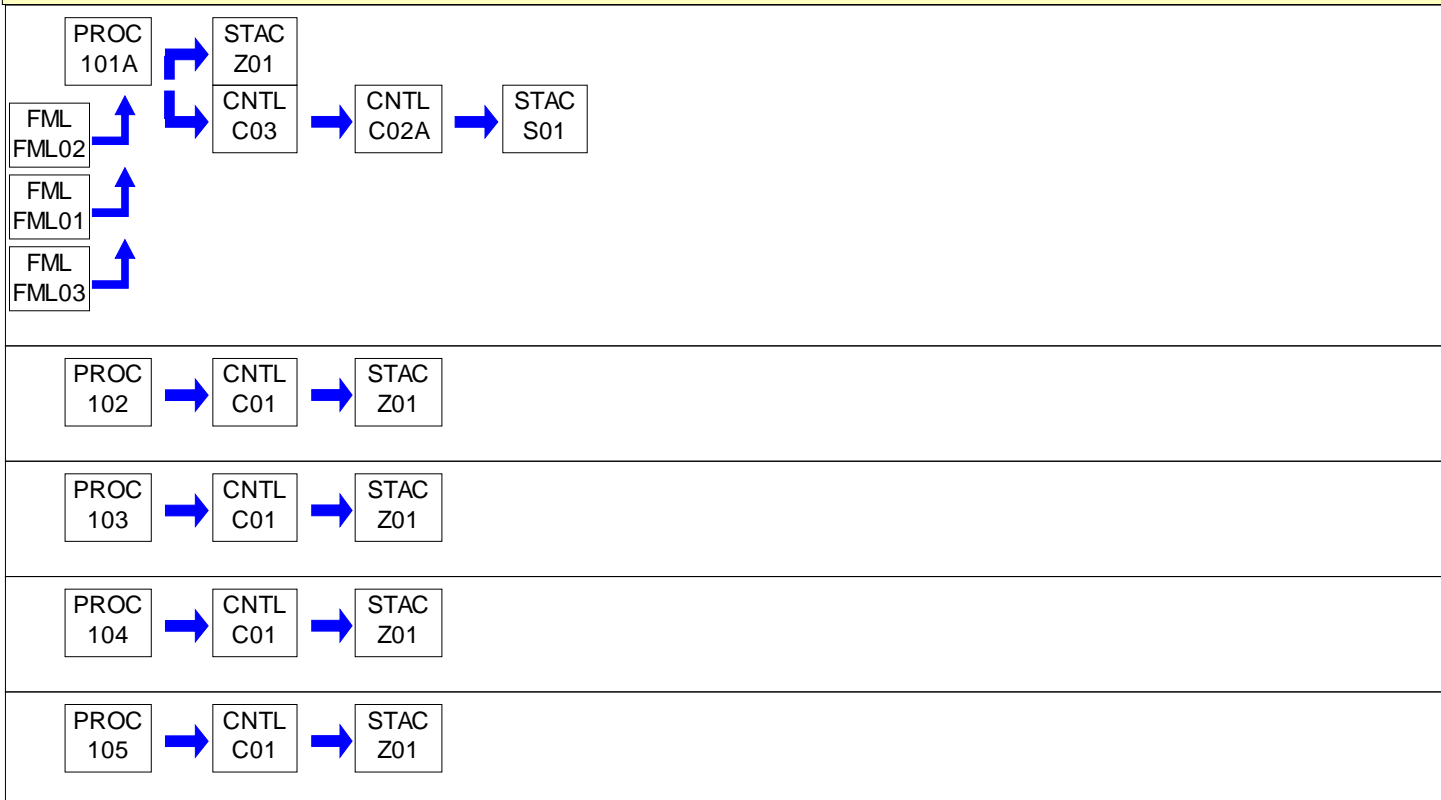 PROC
101A
STAC
Z01
CNTL
C03
CNTL
C02A
STAC
S01
FML
FML02
FML
FML01
FML
FML03
PROC
102
CNTL
C01
STAC
Z01
PROC
103
CNTL
C01
STAC
Z01
PROC
104
CNTL
C01
STAC
Z01
PROC
105
CNTL
C01
STAC
Z01